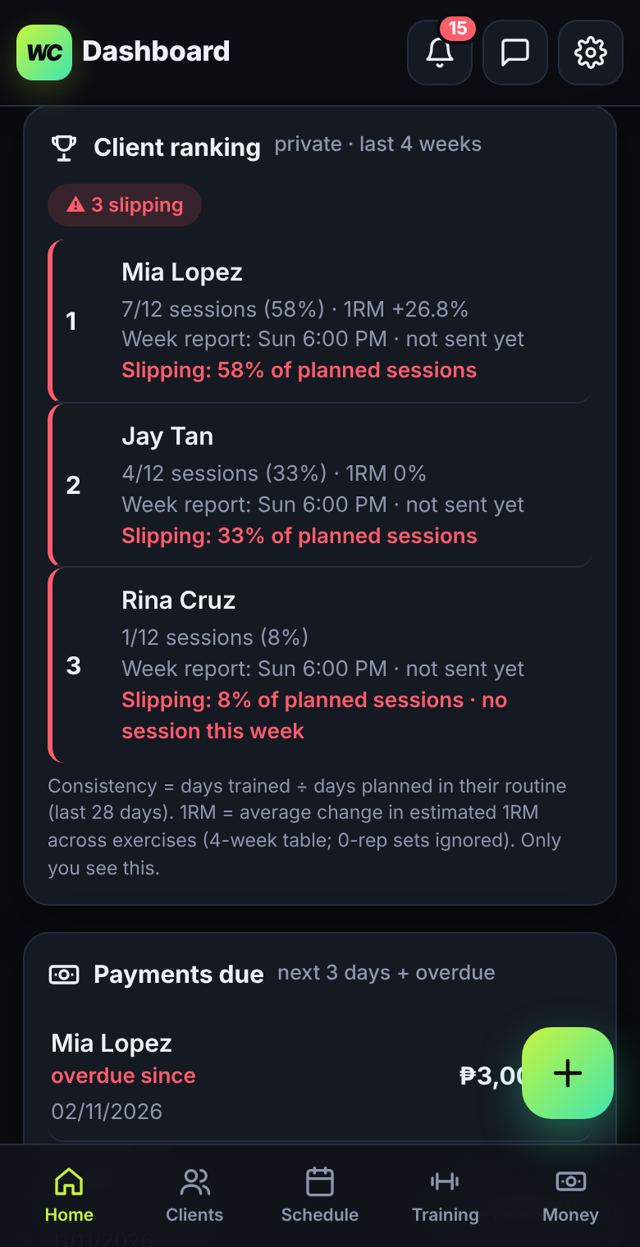 WC Dashboard 15
Client ranking private · last 4 weeks
⚠ 3 slipping
Mia Lopez
7/12 sessions (58%) · 1RM +26.8%
1
Week report: Sun 6:00 PM · not sent yet
Slipping: 58% of planned sessions
Jay Tan
4/12 sessions (33%) · 1RM 0%
2
Week report: Sun 6:00 PM · not sent yet
Slipping: 33% of planned sessions
Rina Cruz
1/12 sessions (8%)
3
Week report: Sun 6:00 PM · not sent yet
Slipping: 8% of planned sessions · no
session this week
Consistency = days trained ÷ days planned in their routine
(last 28 days). 1RM = average change in estimated 1RM
across exercises (4-week table; 0-rep sets ignored). Only
you see this.
Payments due next 3 days + overdue
Mia Lopez
overdue since
₱3,00
02/11/2026
Home Clients Schedule Training Money